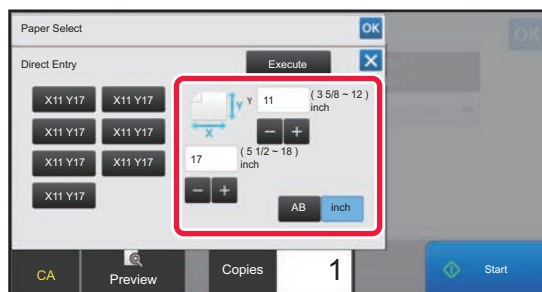 Paper Select
OK
Direct Entry
Execute
X11 Y17
X11 Y17
X11 Y17
X11 Y17
X11 Y17
X11 Y17
X11 Y17
Y
X
Y 11 ( 3 5/8 ~ 12 ) inch
17 ( 5 1/2 ~ 18 ) inch
AB
inch
OK
CA
Preview
Copies
1
Start